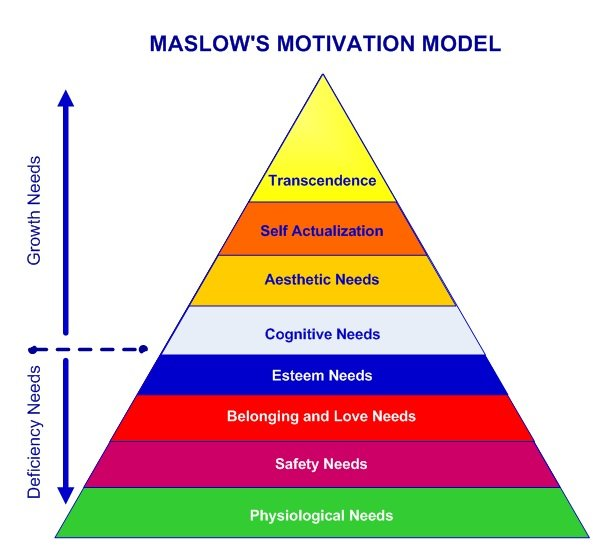 MASLOW'S MOTIVATION MODEL
Growth Needs
Deficiency Needs
Transcendence
Self Actualization
Aesthetic Needs
Cognitive Needs
Esteem Needs
Belonging and Love Needs
Safety Needs
Physiological Needs